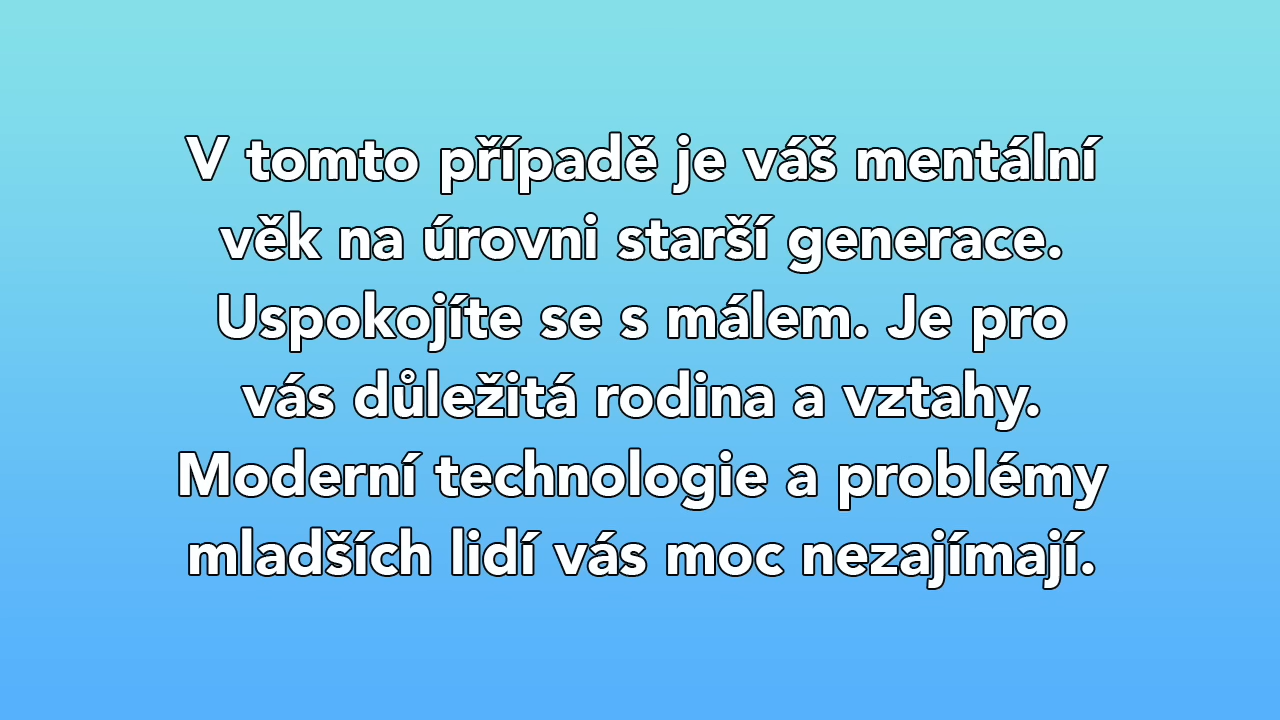 V tomto případě je váš mentální
věk na úrovni starší generace.
Uspokojíte se s málem. Je pro
vás důležitá rodina a vztahy.
Moderní technologie a problémy
mladších lidí vás moc nezajímají.